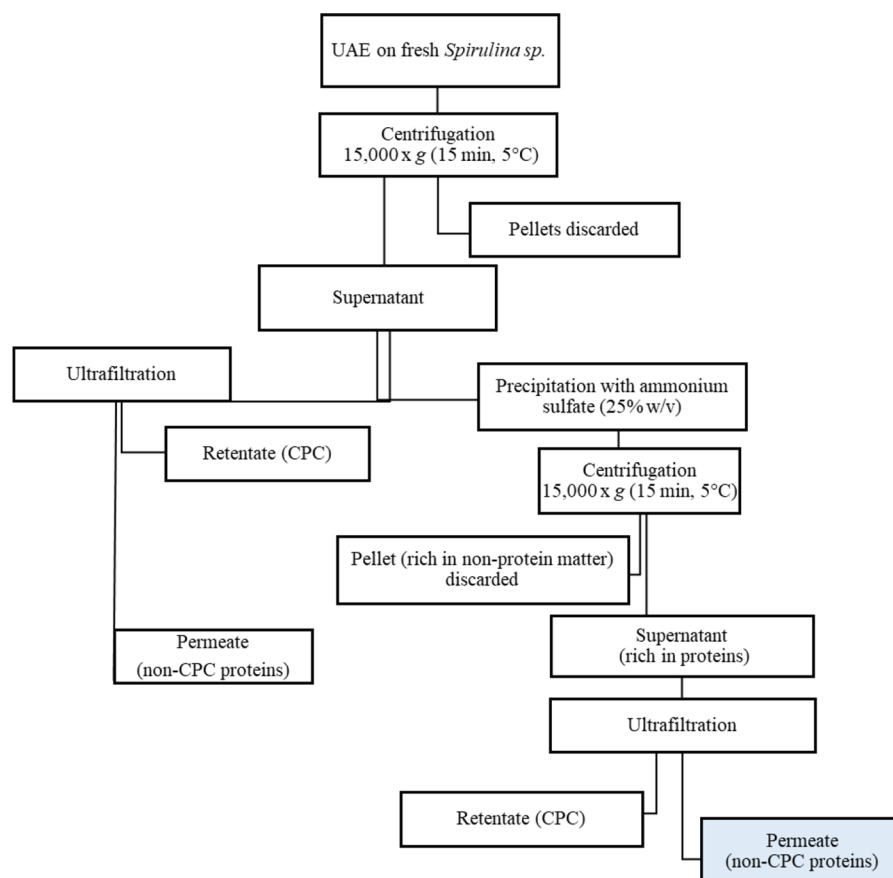 UAE on fresh Spirulina sp.
Centrifugation
15,000 x g (15 min, 5°C)
Pellets discarded
Supernatant
Ultrafiltration
Retentate (CPC)
Permeate
(non-CPC proteins)
Precipitation with ammonium
sulfate (25% w/v)
Centrifugation
15,000 x g (15 min, 5°C)
Pellet (rich in non-protein matter)
discarded
Supernatant
(rich in proteins)
Ultrafiltration
Retentate (CPC)
Permeate
(non-CPC proteins)